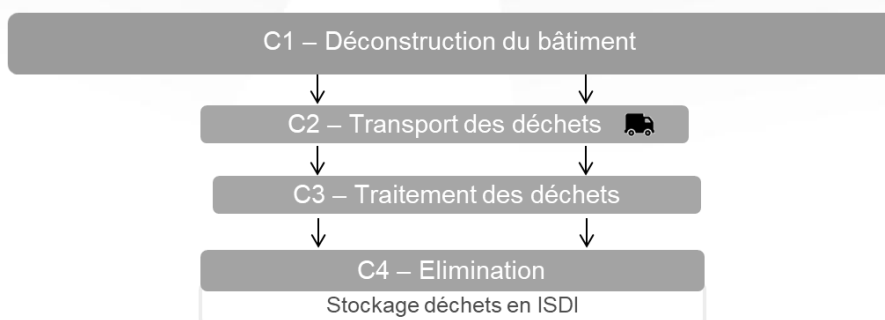 C1 – Déconstruction du bâtiment
C2 – Transport des déchets
C3 – Traitement des déchets
C4 – Elimination
Stockage déchets en ISDI